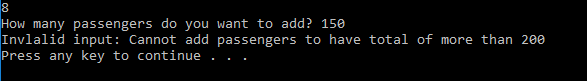 8
How many passengers do you want to add? 150
Invlalid input: Cannot add passengers to have total of more than 200
Press any key to continue . . .